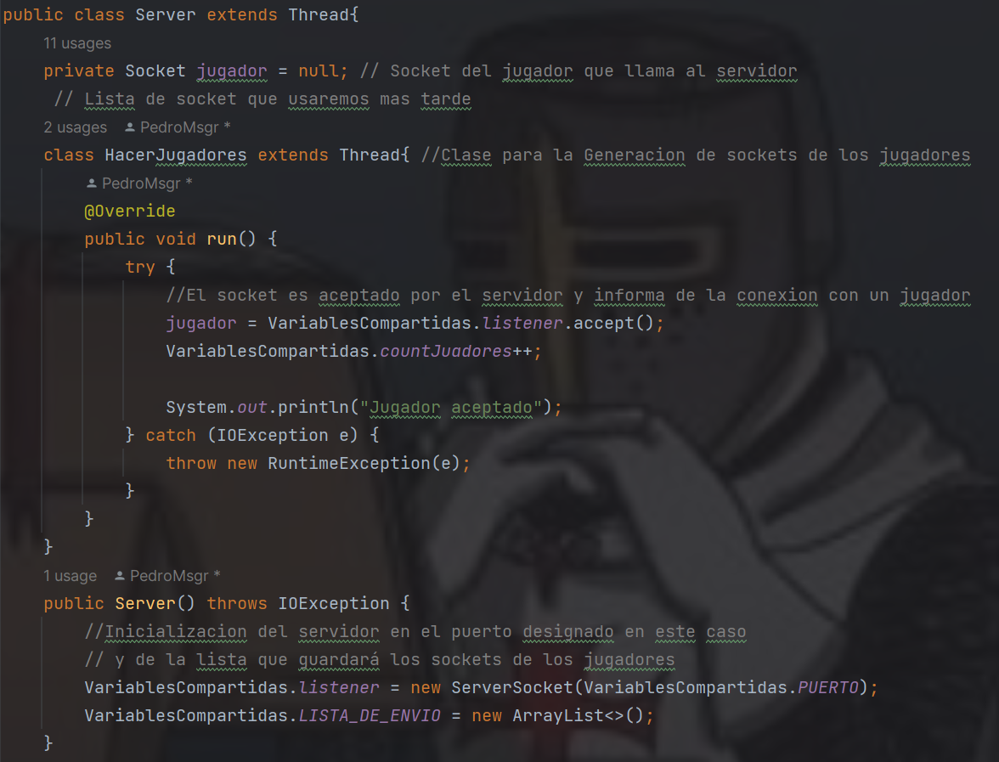 public class Server extends Thread{
11 usages
private Socket jugador = null; // Socket del jugador que llama al servidor
// Lista de socket que usaremos mas tarde
2 usages PedroMsgr *
class HacerJugadores extends Thread{ //Clase para la Generacion de sockets de los jugadores
PedroMsgr *
@Override
public void run() {
try {
//El socket es aceptado por el servidor y informa de la conexion con un jugador
jugador = VariablesCompartidas.listener.accept();
VariablesCompartidas.countJuadores++;
System.out.println("Jugador aceptado");
} catch (IOException e) {
throw new RuntimeException(e);
}
}
}
1 usage PedroMsgr *
public Server() throws IOException {
//Inicializacion del servidor en el puerto designado en este caso
// y de la lista que guardará los sockets de los jugadores
VariablesCompartidas.listener = new ServerSocket(VariablesCompartidas.PUERTO);
VariablesCompartidas.LISTA_DE_ENVIO = new ArrayList<>();
}